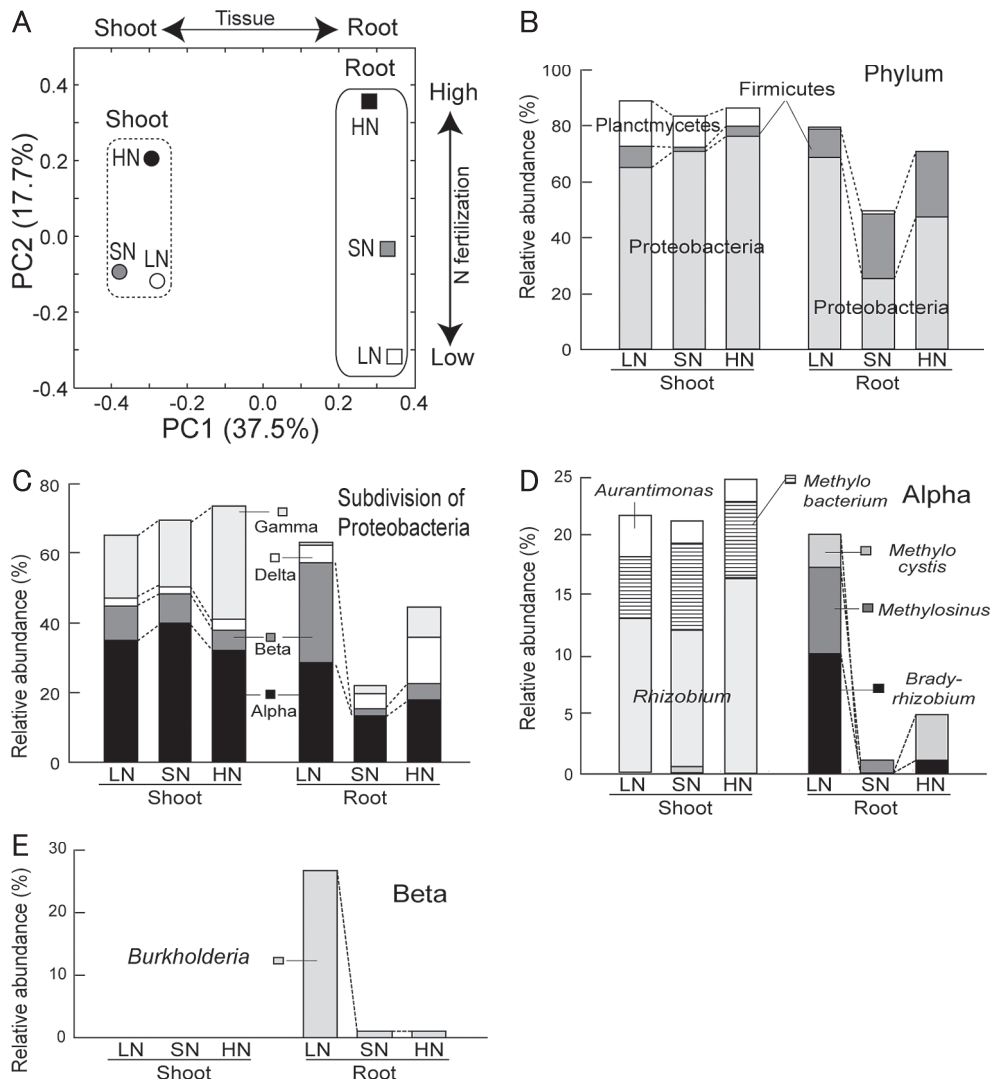 A
Shoot
Tissue
Root
PC2 (17.7%)
0.4
0.2
0.0
-0.2
-0.4
Shoot
HN
SN
LN
Root
HN
SN
LN
High
N fertilization
Low
-0.4
-0.2
0.0
0.2
0.4
PC1 (37.5%)
B
Phylum
Relative abundance (%)
100
80
60
40
20
0
Firmicutes
Planctmycetes
Proteobacteria
Proteobacteria
LN
SN
HN
LN
SN
HN
Shoot
Root
C
Subdivision of
Proteobacteria
Relative abundance (%)
80
60
40
20
0
Gamma
Delta
Beta
Alpha
LN
SN
HN
LN
SN
HN
Shoot
Root
D
Alpha
Relative abundance (%)
25
20
15
10
5
0
Aurantimonas
Methylo
bacterium
Methylo
cystis
Methylosinus
Brady-
rhizobium
Rhizobium
LN
SN
HN
LN
SN
HN
Shoot
Root
E
Beta
Relative abundance (%)
30
20
10
0
Burkholderia
LN
SN
HN
LN
SN
HN
Shoot
Root